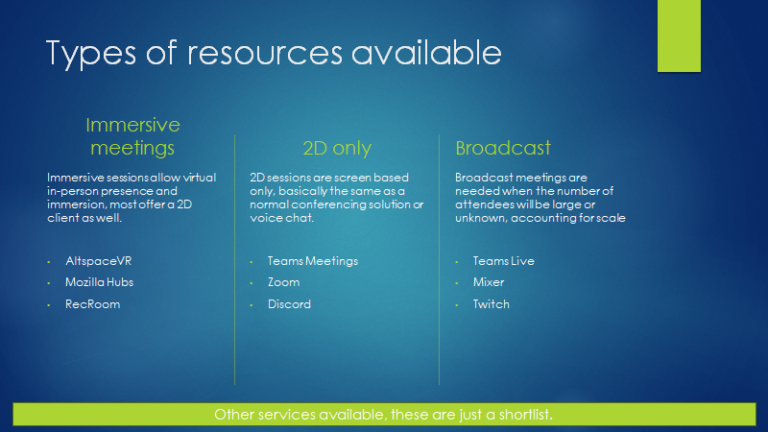 Types of resources available
Immersive
meetings
Immersive sessions allow virtual
in-person presence and
immersion, most offer a 2D
client as well.
• AltspaceVR
• Mozilla Hubs
• RecRoom
2D only
2D sessions are screen based
only, basically the same as a
normal conferencing solution or
voice chat.
• Teams Meetings
• Zoom
• Discord
Broadcast
Broadcast meetings are
needed when the number of
attendees will be large or
unknown, accounting for scale
• Teams Live
• Mixer
• Twitch
Other services available, these are just a shortlist.